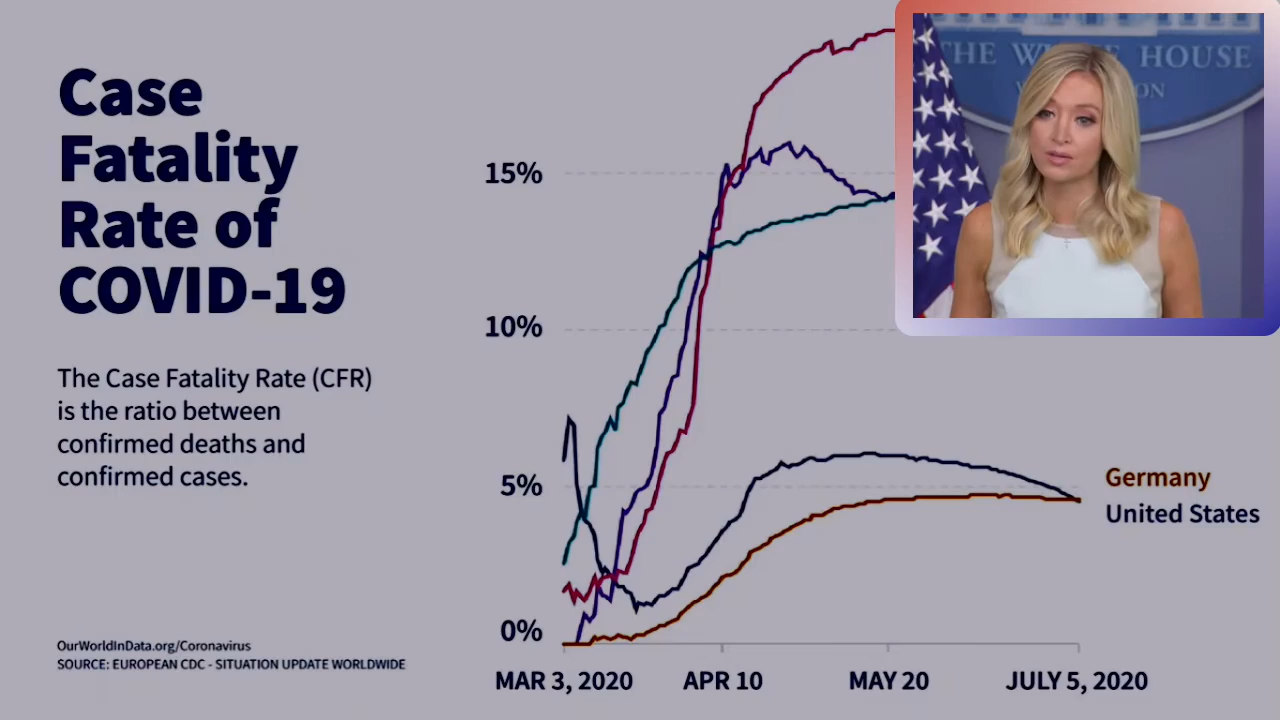 Case
Fatality
Rate of
COVID-19
The Case Fatality Rate (CFR)
is the ratio between
confirmed deaths and
confirmed cases.
OurWorldInData.org/Coronavirus
SOURCE: EUROPEAN CDC - SITUATION UPDATE WORLDWIDE
15%
10%
5%
0%
MAR 3, 2020
APR 10
MAY 20
JULY 5, 2020
Germany
United States
THE WHITE HOUSE